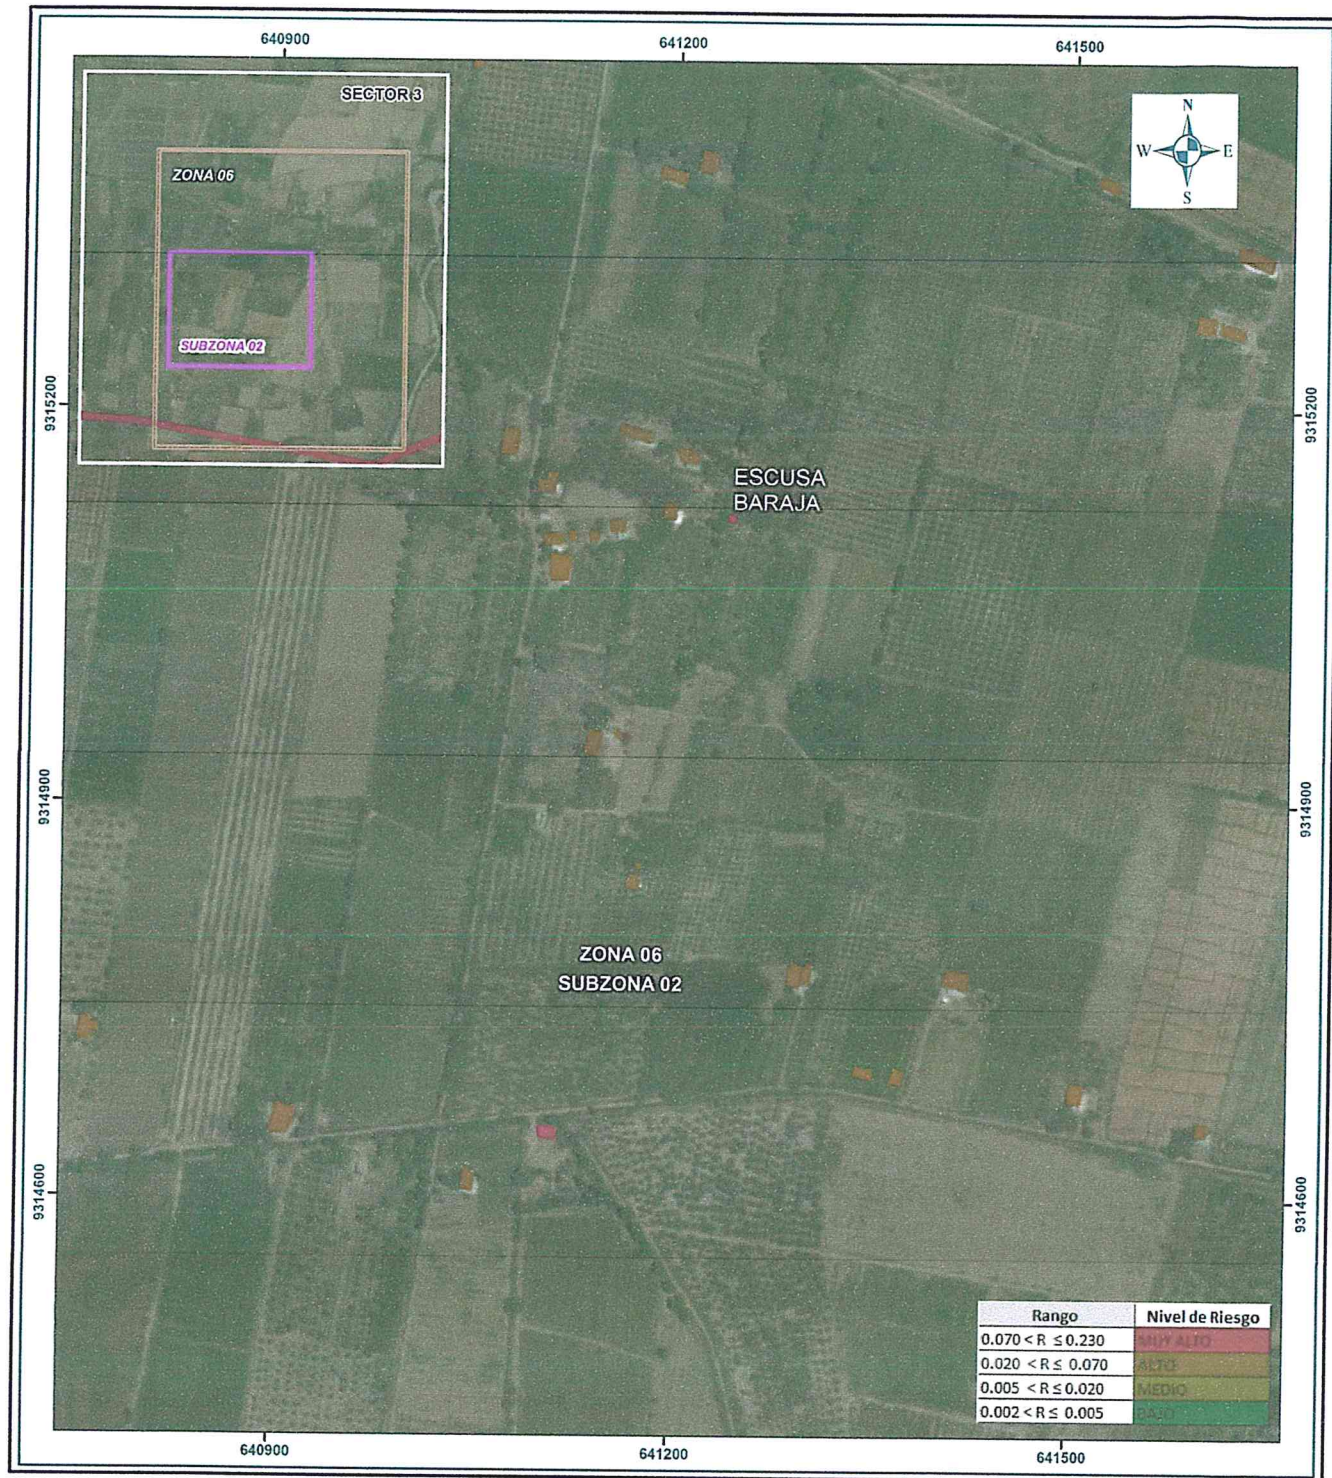 640900
641200
641500
SECTOR 3
ZONA 06
SUBZONA 02
N
W
E
S
9315200
9315200
ESCUSA
BARAJA
9314900
9314900
ZONA 06
SUBZONA 02
9314600
9314600
Rango Nivel de Riesgo
0.070 < R ≤ 0.230 MUY ALTO
0.020 < R ≤ 0.070 ALTO
0.005 < R ≤ 0.020 MEDIO
0.002 < R ≤ 0.005 BAJO
640900
641200
641500